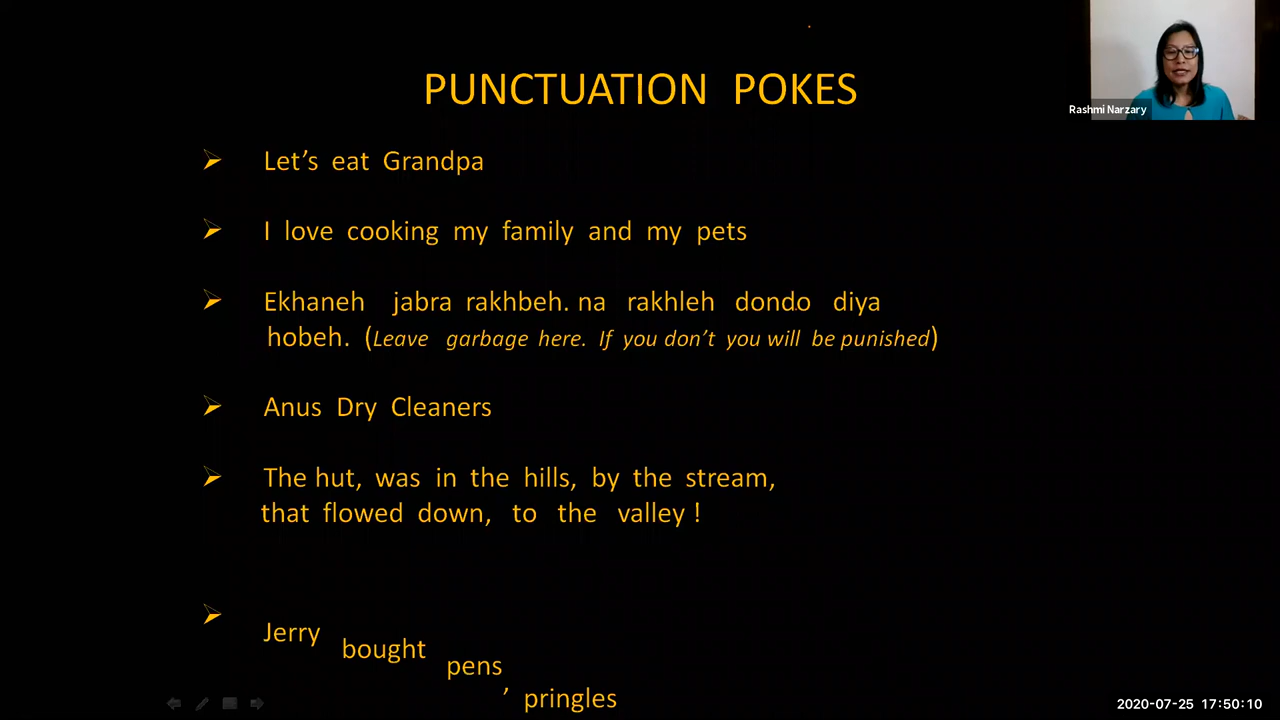 PUNCTUATION POKES
Rashmi Narzary
Let’s eat Grandpa
I love cooking my family and my pets
Ekhaneh jabra rakhbeh. na rakhleh dondo diya
hobeh. (Leave garbage here. If you don’t you will be punished)
Anus Dry Cleaners
The hut, was in the hills, by the stream,
that flowed down, to the valley !
Jerry
bought
pens
’ pringles
2020-07-25 17:50:10